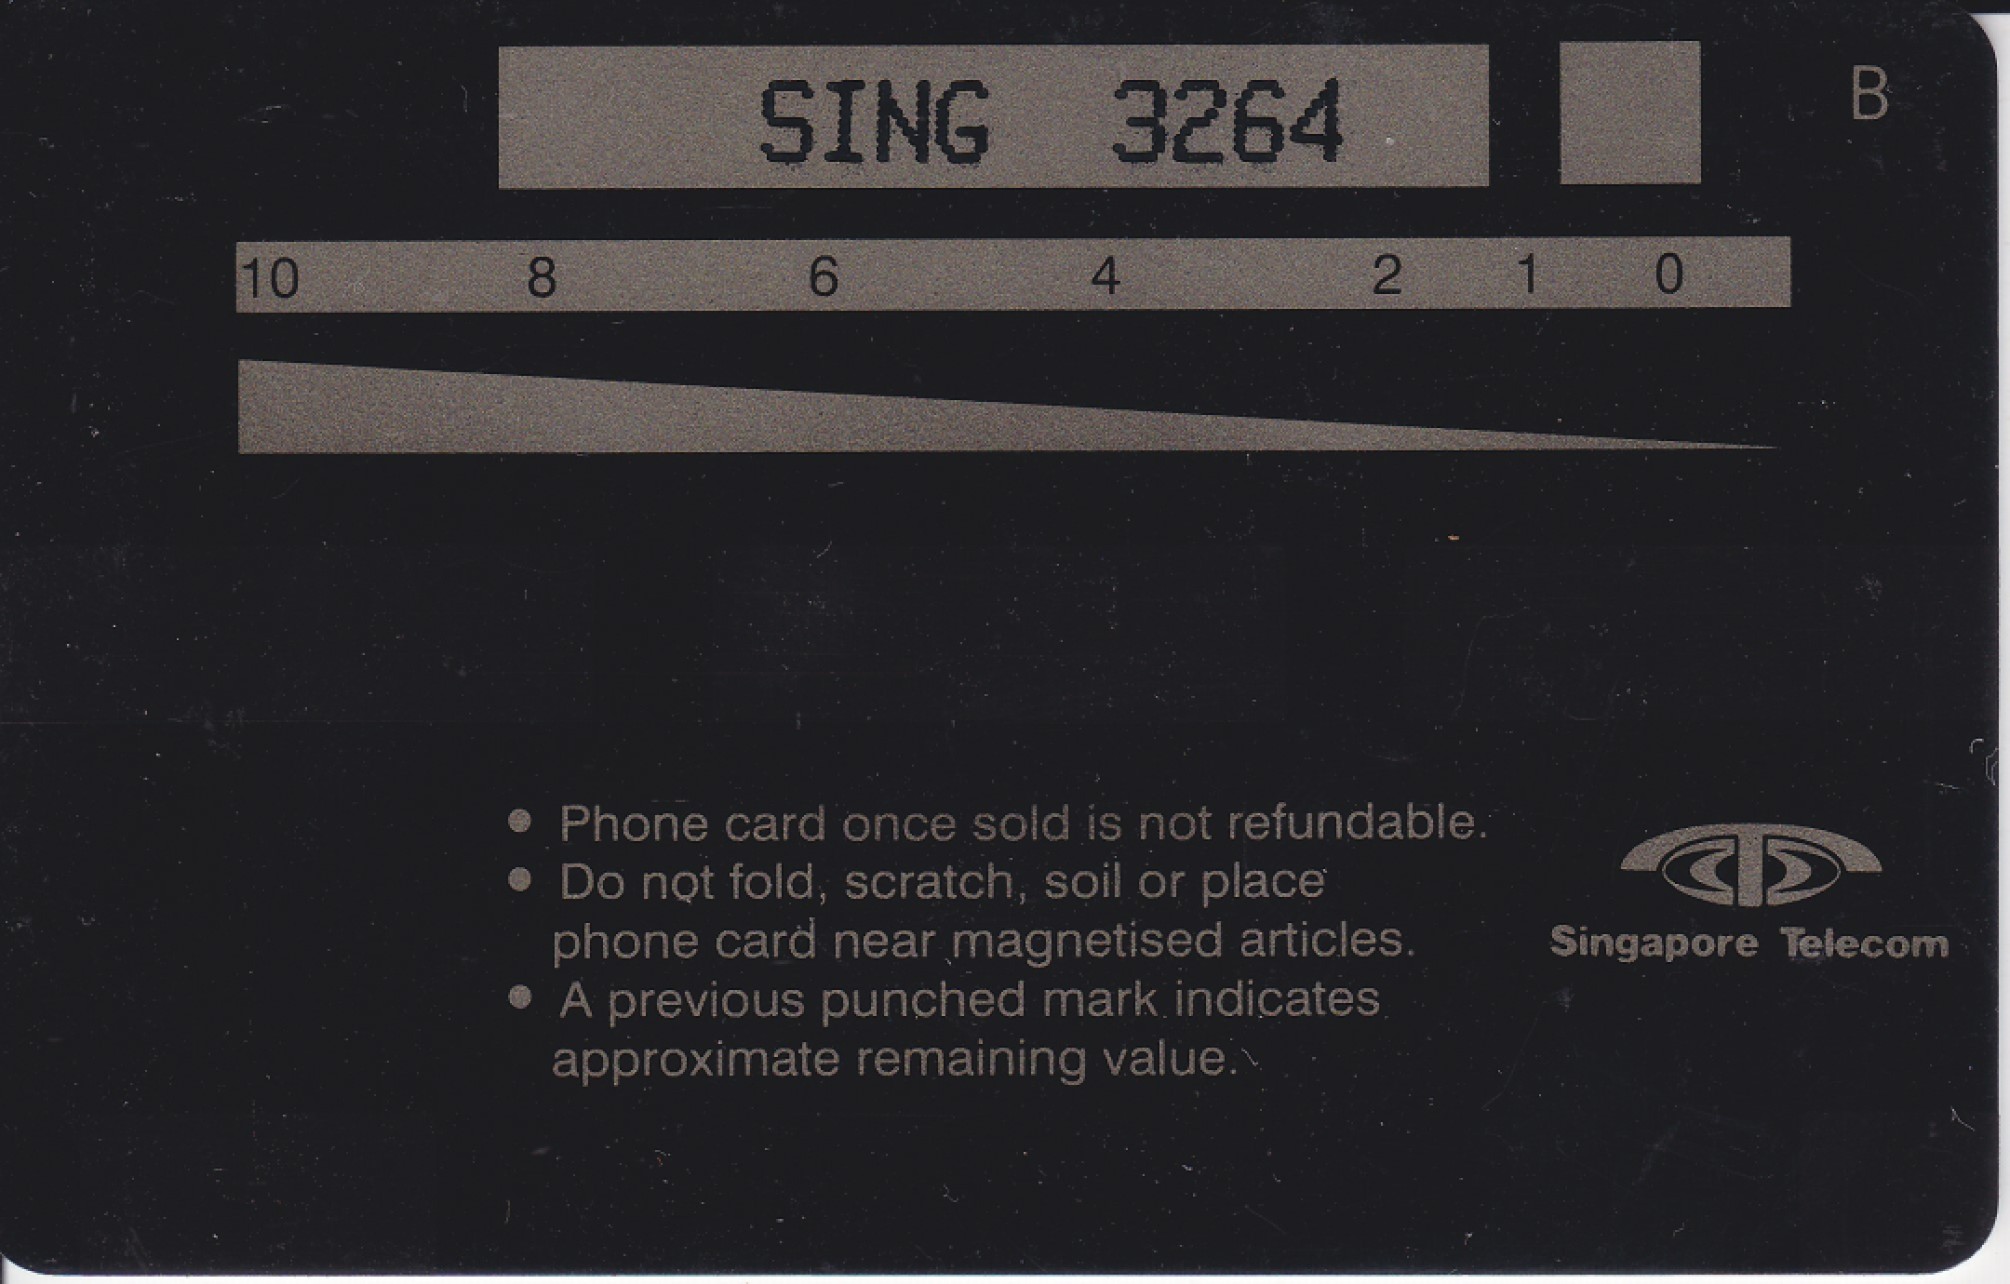 SING 3264
B
10 8 6 4 2 1 0
• Phone card once sold is not refundable.
• Do not fold, scratch, soil or place
phone card near magnetised articles.
• A previous punched mark indicates
approximate remaining value.
Singapore Telecom